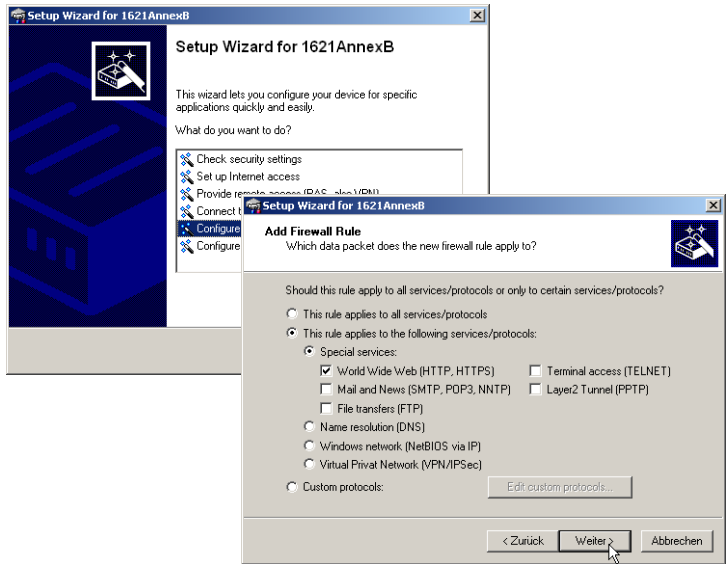 Setup Wizard for 1621AnnexB
Setup Wizard for 1621AnnexB
This wizard lets you configure your device for specific
applications quickly and easily.
What do you want to do?
Check security settings
Set up Internet access
Provide remote access (RAS, also VPN)
Connect
Configure
Configure
Setup Wizard for 1621AnnexB
Add Firewall Rule
Which data packet does the new firewall rule apply to?
Should this rule apply to all services/protocols or only to certain services/protocols?
This rule applies to all services/protocols
This rule applies to the following services/protocols:
Special services:
World Wide Web (HTTP, HTTPS)
Terminal access (TELNET)
Mail and News (SMTP, POP3, NNTP)
Layer2 Tunnel (PPTP)
File transfers (FTP)
Name resolution (DNS)
Windows network (NetBIOS via IP)
Virtual Privat Network (VPN/IPSec)
Custom protocols:
Edit custom protocols...
< Zurück
Weiter >
Abbrechen